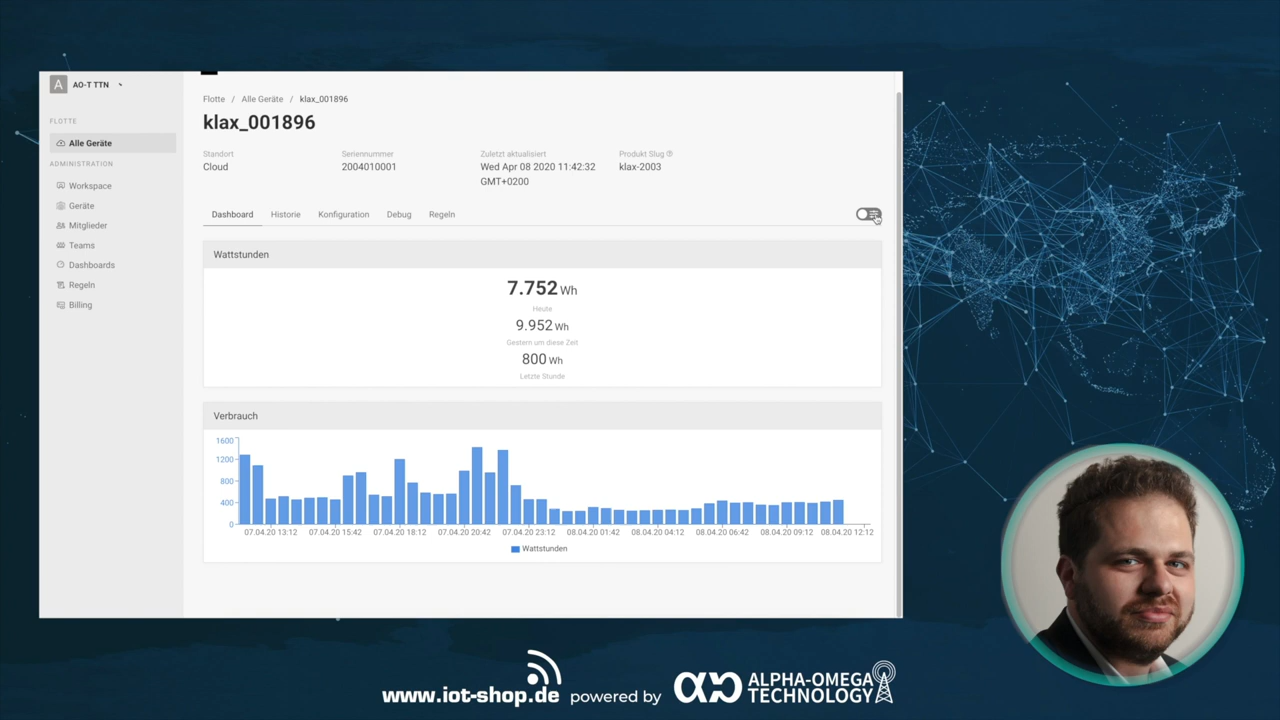 A AO-T TTN
FLOTTE
Alle Geräte
ADMINISTRATION
Workspace
Geräte
Mitglieder
Teams
Dashboards
Regeln
Billing
Flotte / Alle Geräte / klax_001896
klax_001896
Standort
Cloud
Seriennummer
2004010001
Zuletzt aktualisiert
Wed Apr 08 2020 11:42:32
GMT+0200
Produkt Slug
klax-2003
Dashboard Historie Konfiguration Debug Regeln
Wattstunden
7.752 Wh
Heute
9.952 Wh
Gestern um diese Zeit
800 Wh
Letzte Stunde
Verbrauch
1600
1200
800
400
0
07.04.20 13:12 07.04.20 15:42 07.04.20 18:12 07.04.20 20:42 07.04.20 23:12 08.04.20 01:42 08.04.20 04:12 08.04.20 06:42 08.04.20 09:12 08.04.20 12:12
Wattstunden
www.iot-shop.de powered by
ALPHA-OMEGA
TECHNOLOGY